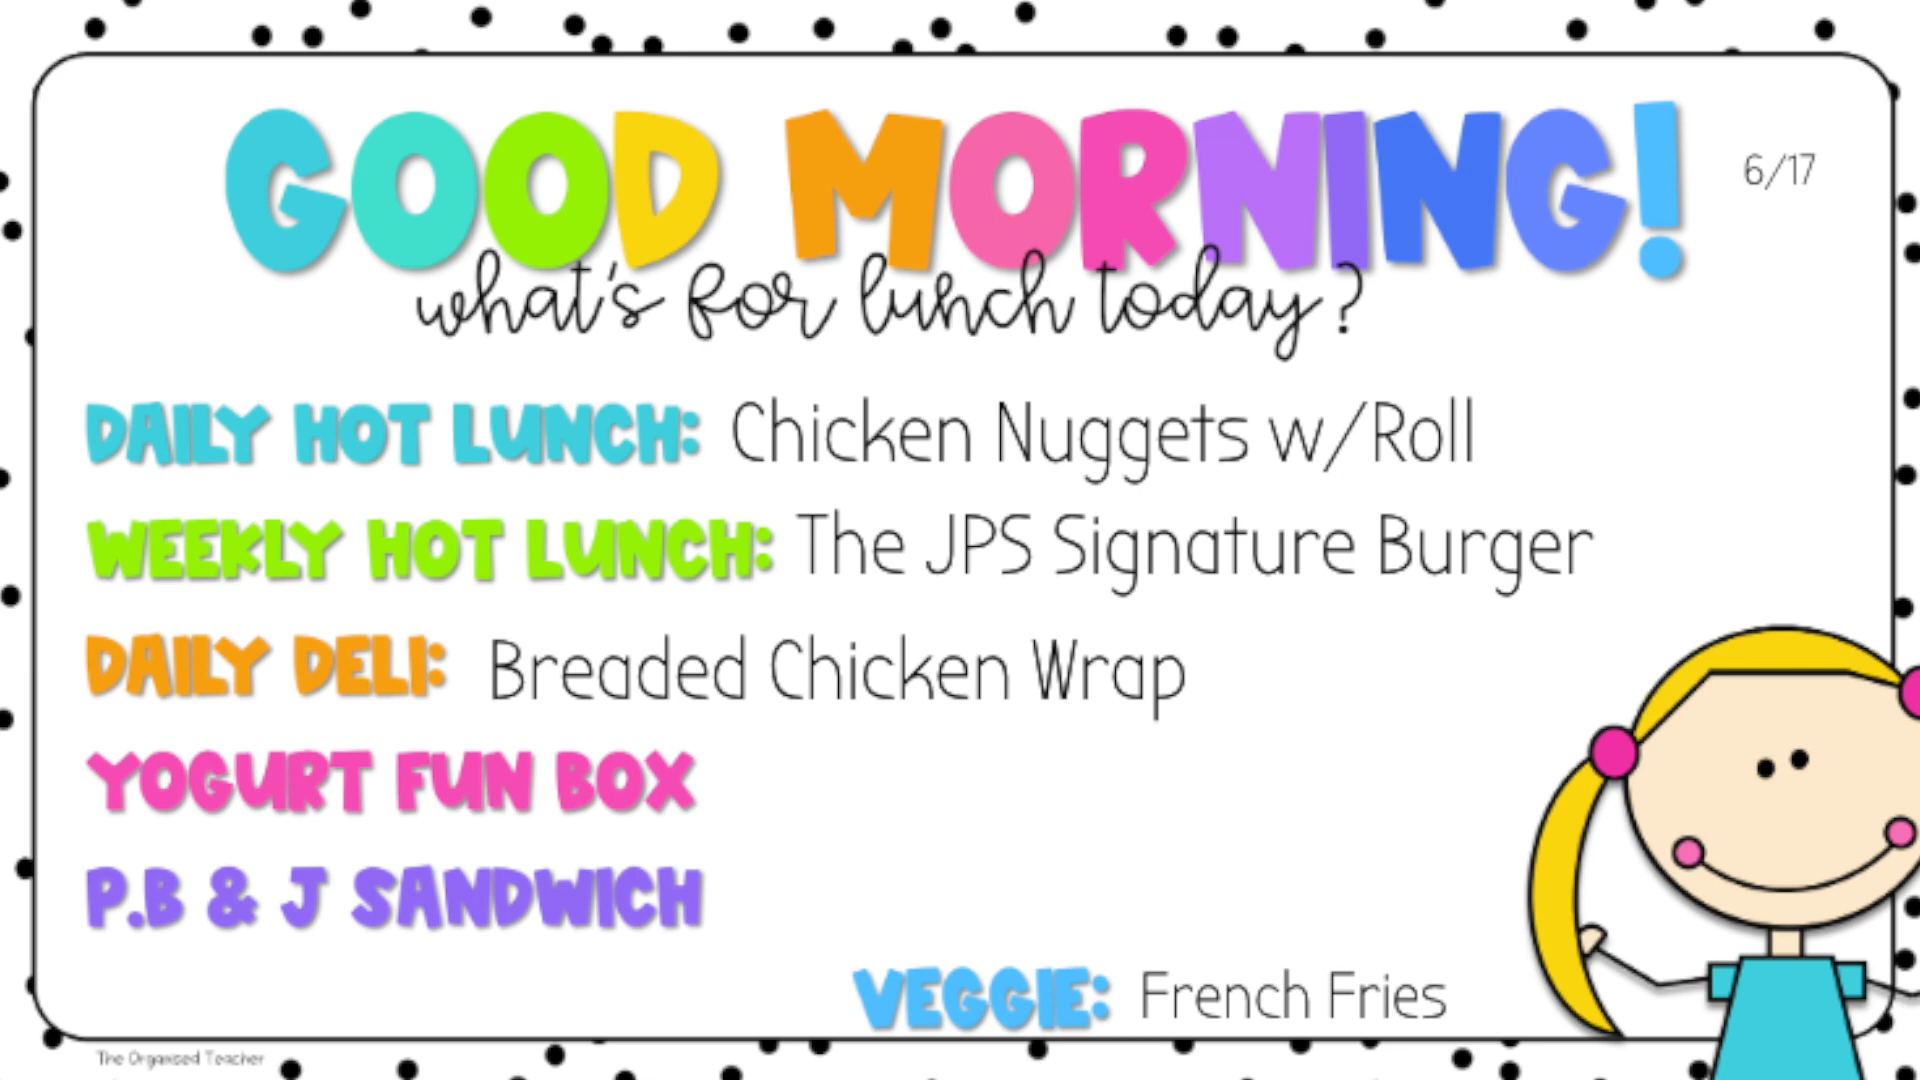 GOOD MORNING!
6/17
what's for lunch today?
DAILY HOT LUNCH: Chicken Nuggets w/Roll
WEEKLY HOT LUNCH: The JPS Signature Burger
DAILY DELI: Breaded Chicken Wrap
YOGURT FUN BOX
P.B & J SANDWICH
VEGGIE: French Fries
The Organised Teacher